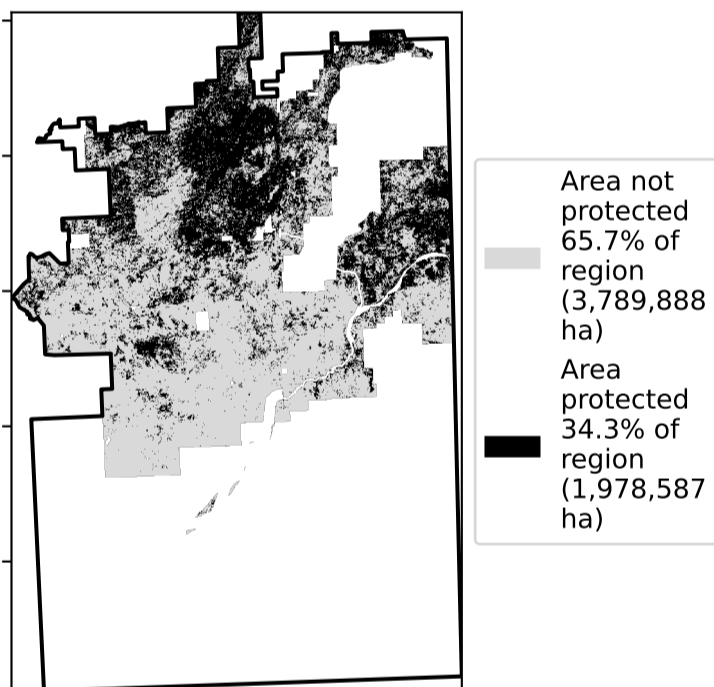 Area not
protected
65.7% of
region
(3,789,888
ha)
Area
protected
34.3% of
region
(1,978,587
ha)